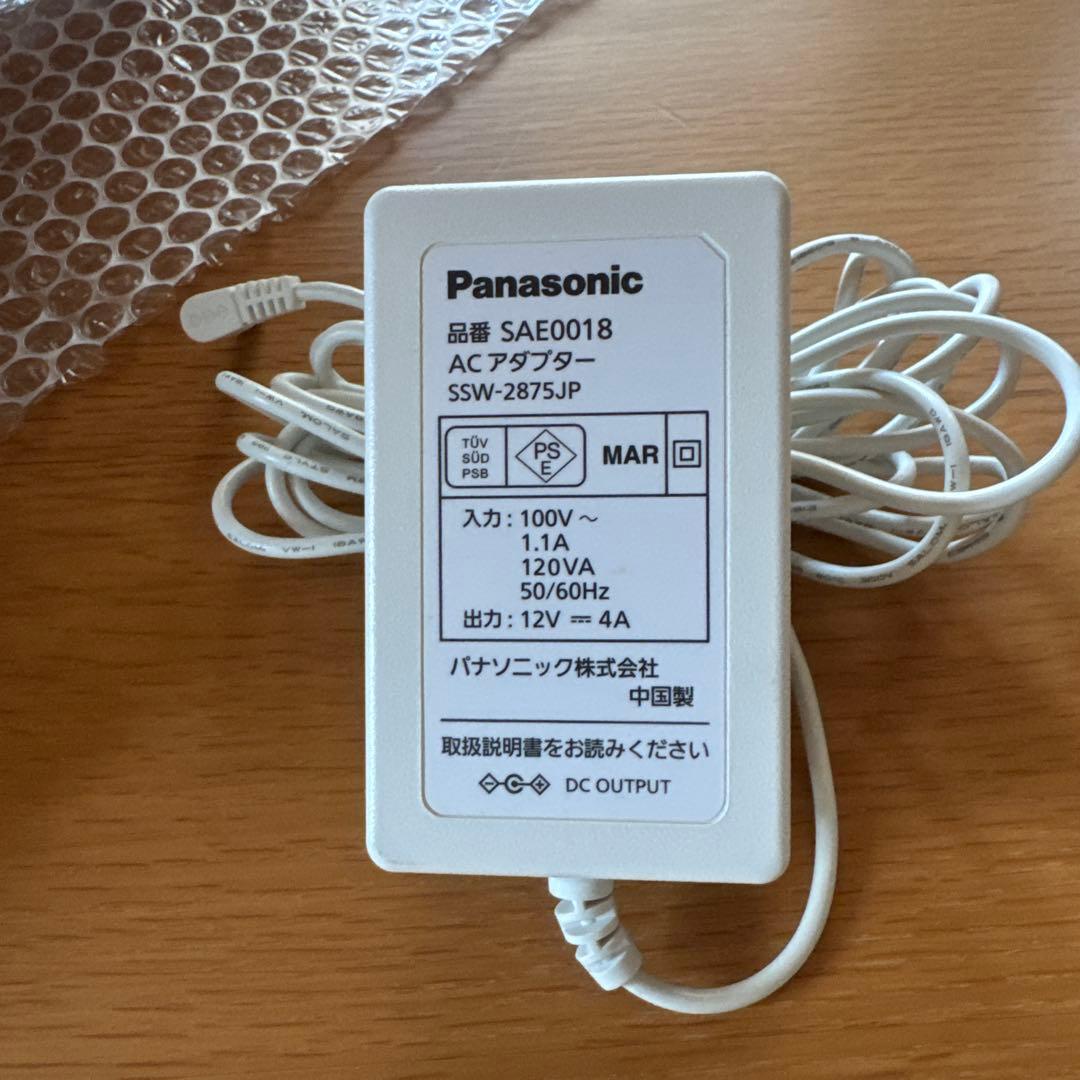 Panasonic
品番 SAE0018
ACアダプター
SSW-2875JP
TÜV
SÜD
PSB
PS
E
MAR
入力 : 100V ～
1.1A
120VA
50/60Hz
出力 : 12V ⎓ 4A
パナソニック株式会社
中国製
取扱説明書をお読みください
DC OUTPUT
SALOM
VW-1